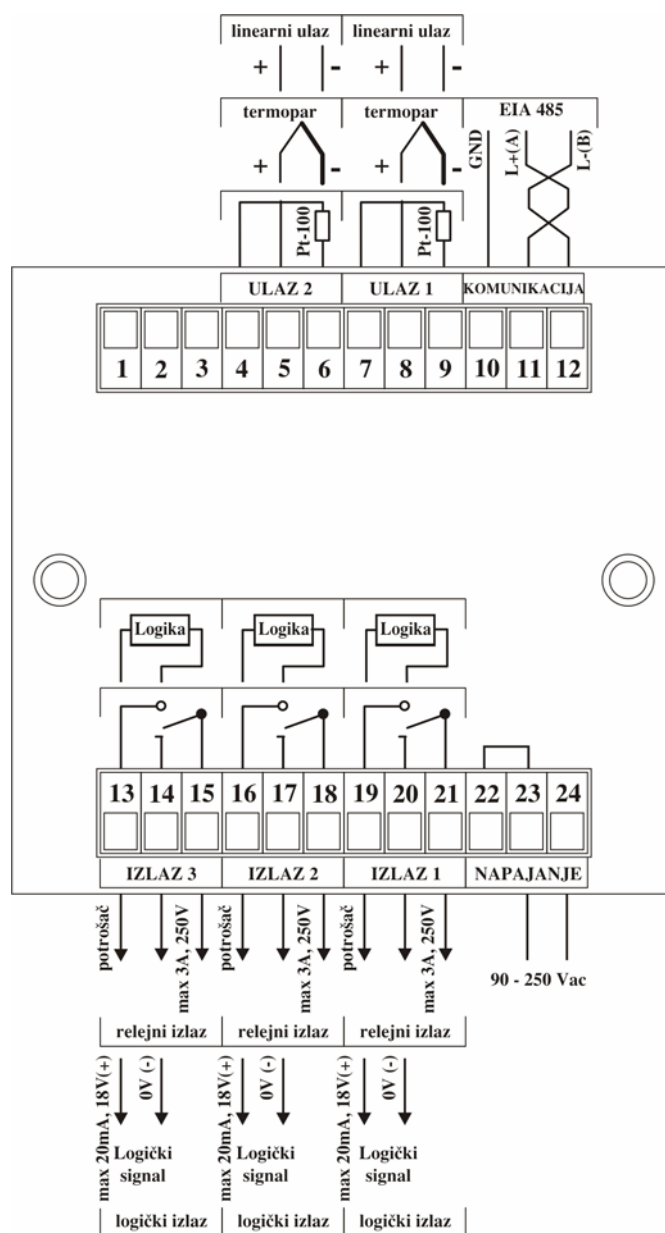 linearni ulaz linearni ulaz
+ - + -
termopar termopar EIA 485
+ - + - GND L+(A) L-(B)
Pt-100 Pt-100
ULAZ 2 ULAZ 1 KOMUNIKACIJA
1 2 3 4 5 6 7 8 9 10 11 12
Logika Logika Logika
13 14 15 16 17 18 19 20 21 22 23 24
IZLAZ 3 IZLAZ 2 IZLAZ 1 NAPAJANJE
potrošač max 3A, 250V potrošač max 3A, 250V potrošač max 3A, 250V
90 - 250 Vac
relejni izlaz relejni izlaz relejni izlaz
max 20mA, 18V(+) 0V (-) max 20mA, 18V(+) 0V (-) max 20mA, 18V(+) 0V (-)
Logički Logički Logički
signal signal signal
logički izlaz logički izlaz logički izlaz